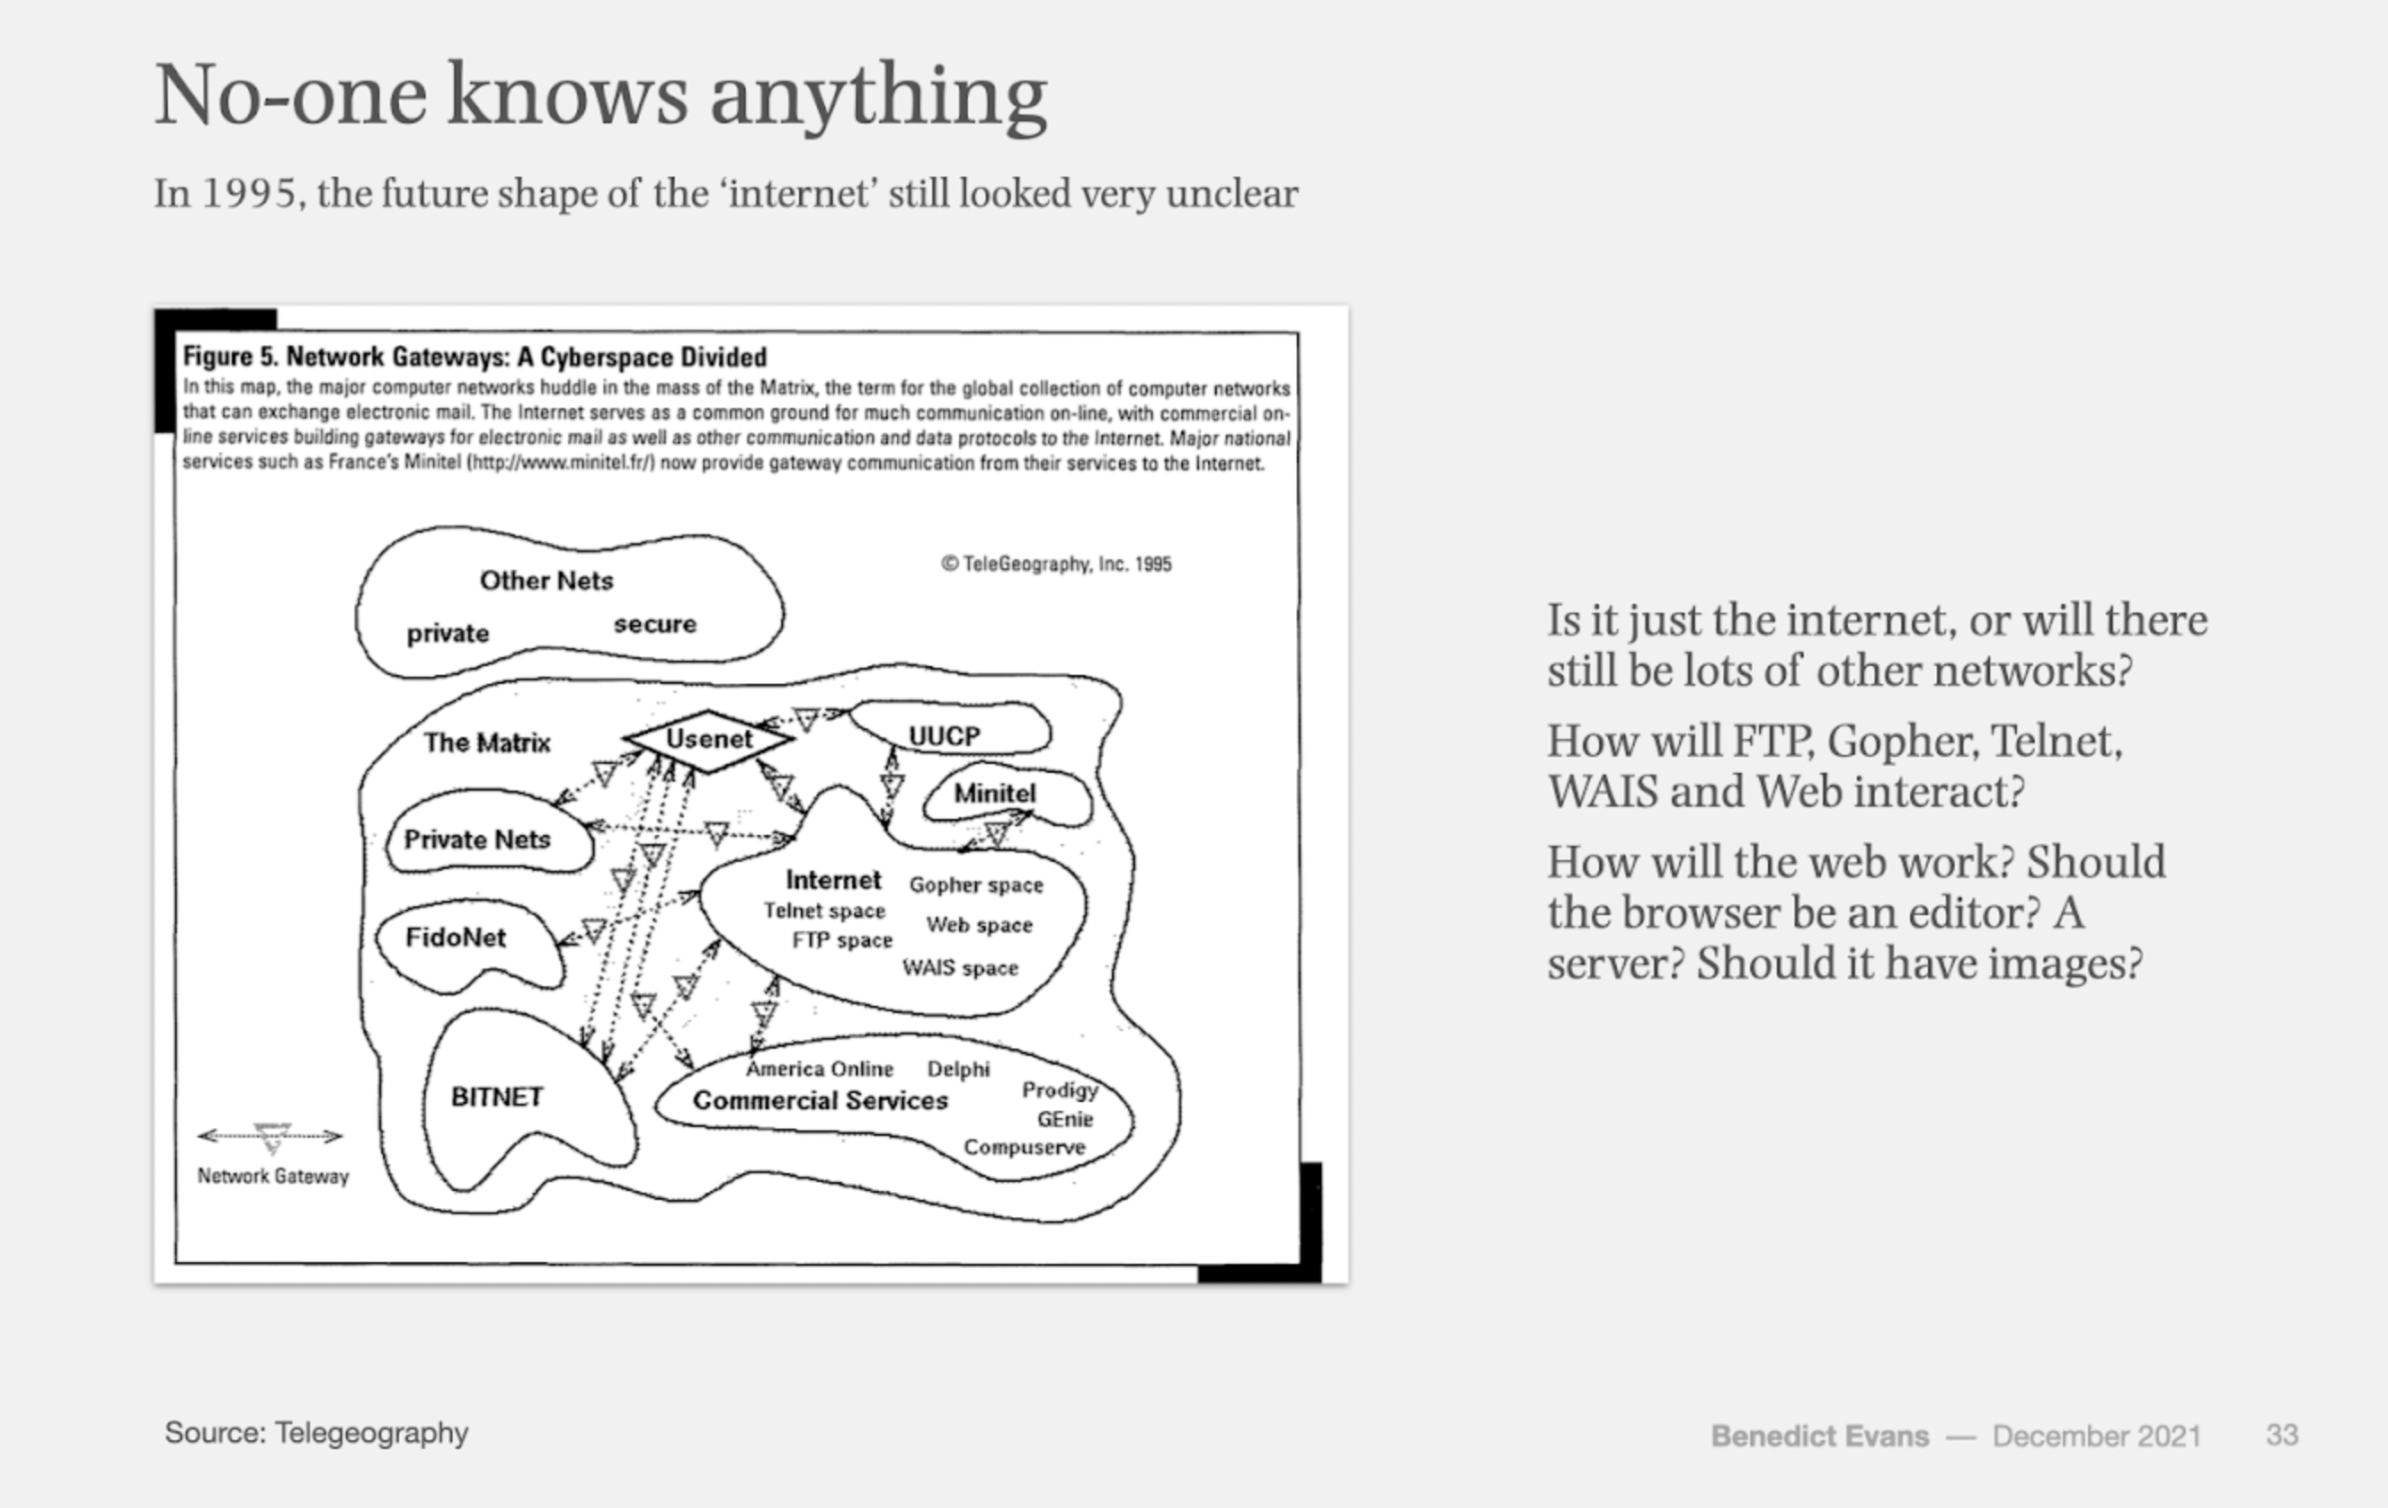 No-one knows anything
In 1995, the future shape of the ‘internet’ still looked very unclear
Figure 5. Network Gateways: A Cyberspace Divided
In this map, the major computer networks huddle in the mass of the Matrix, the term for the global collection of computer networks
that can exchange electronic mail. The Internet serves as a common ground for much communication on-line, with commercial on-
line services building gateways for electronic mail as well as other communication and data protocols to the Internet. Major national
services such as France's Minitel (http://www.minitel.fr/) now provide gateway communication from their services to the Internet.
© TeleGeography, Inc. 1995
Other Nets
private
secure
The Matrix
Usenet
UUCP
Minitel
Private Nets
Internet
Gopher space
Telnet space
Web space
FTP space
WAIS space
FidoNet
BITNET
America Online
Delphi
Commercial Services
Prodigy
GEnie
Compuserve
Network Gateway
Is it just the internet, or will there
still be lots of other networks?
How will FTP, Gopher, Telnet,
WAIS and Web interact?
How will the web work? Should
the browser be an editor? A
server? Should it have images?
Source: Telegeography
Benedict Evans — December 2021
33